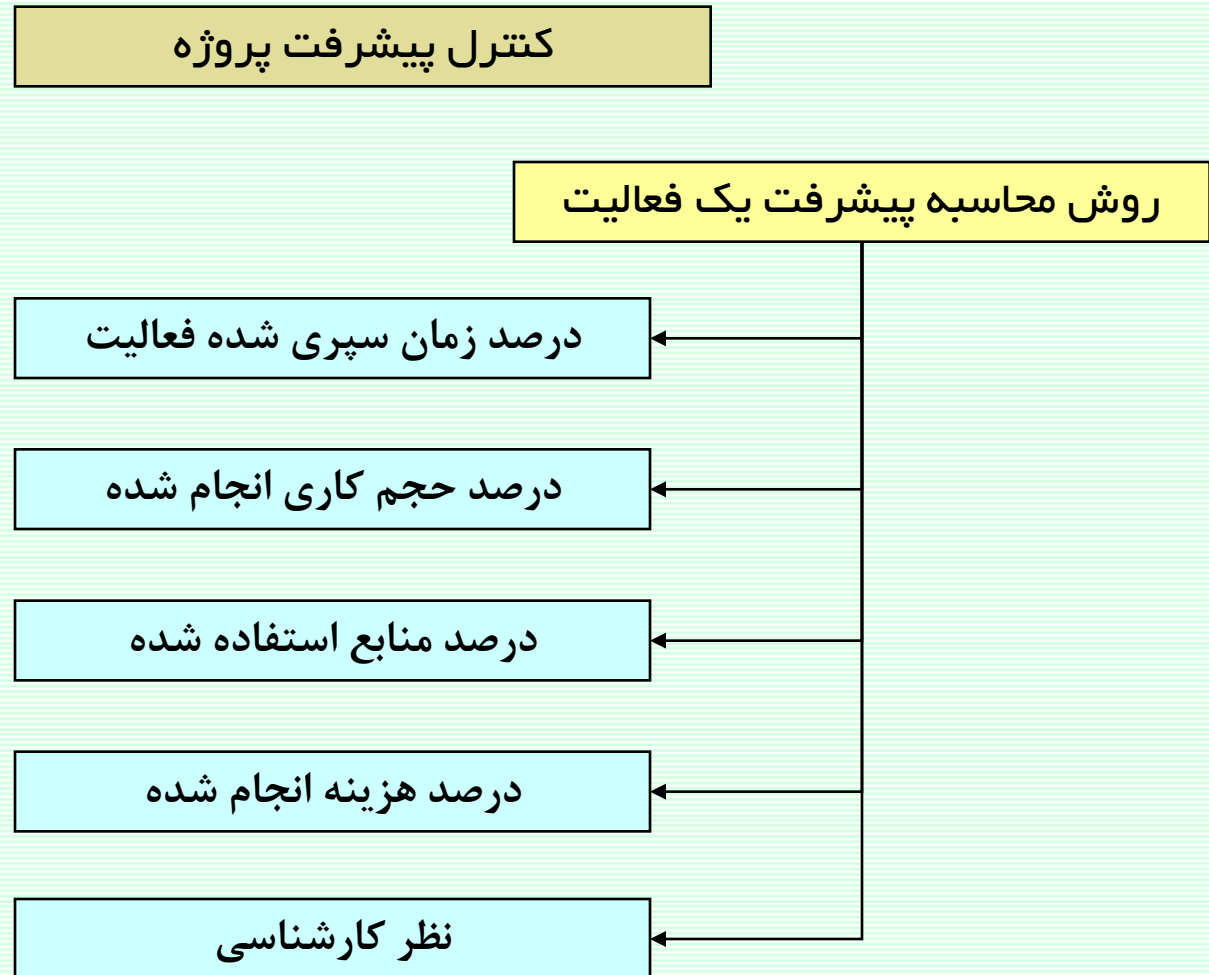 کنترل پیشرفت پروژه
روش محاسبه پیشرفت یک فعالیت
درصد زمان سپری شده فعالیت
درصد حجم کاری انجام شده
درصد منابع استفاده شده
درصد هزینه انجام شده
نظر کارشناسی